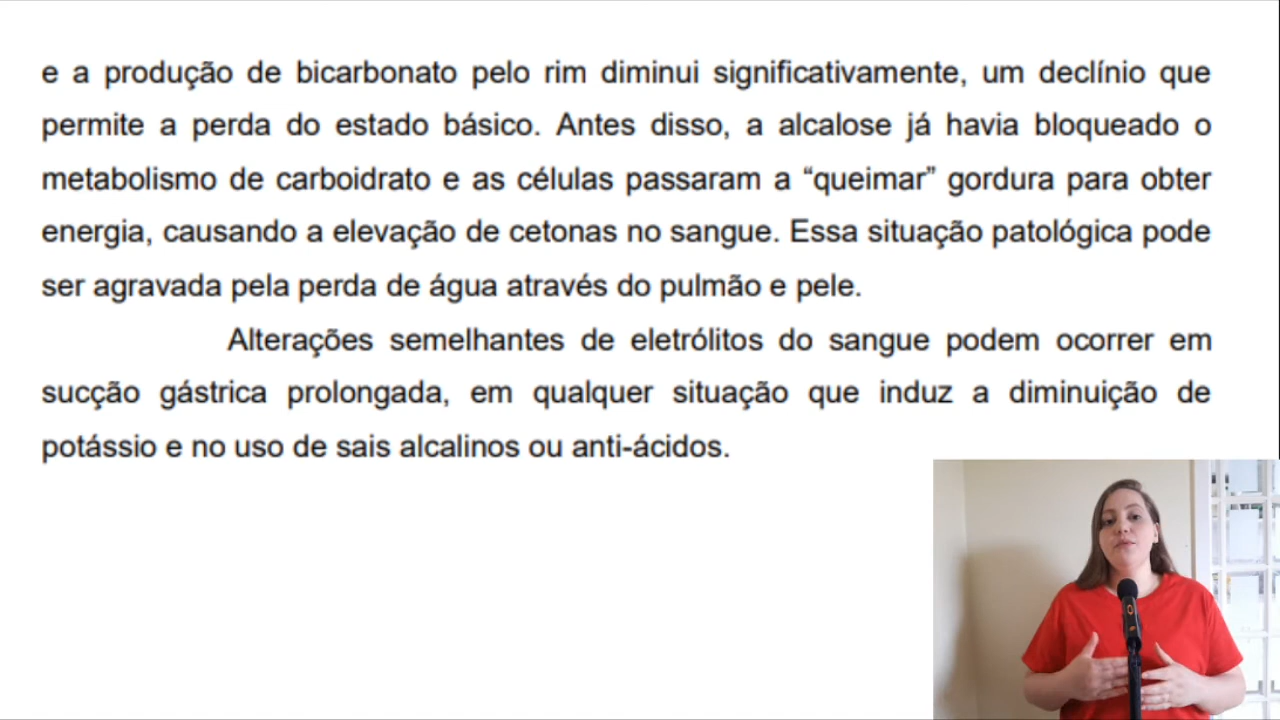 e a produção de bicarbonato pelo rim diminui significativamente, um declínio que
permite a perda do estado básico. Antes disso, a alcalose já havia bloqueado o
metabolismo de carboidrato e as células passaram a “queimar” gordura para obter
energia, causando a elevação de cetonas no sangue. Essa situação patológica pode
ser agravada pela perda de água através do pulmão e pele.
Alterações semelhantes de eletrólitos do sangue podem ocorrer em
sucção gástrica prolongada, em qualquer situação que induz a diminuição de
potássio e no uso de sais alcalinos ou anti-ácidos.